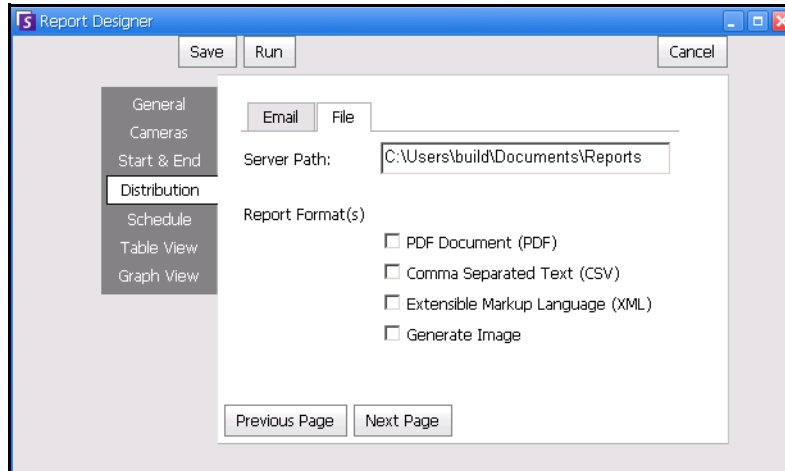 Report Designer
Save Run Cancel
General
Cameras
Start & End
Distribution
Schedule
Table View
Graph View
Email File
Server Path: C:\Users\build\Documents\Reports
Report Format(s)
PDF Document (PDF)
Comma Separated Text (CSV)
Extensible Markup Language (XML)
Generate Image
Previous Page Next Page